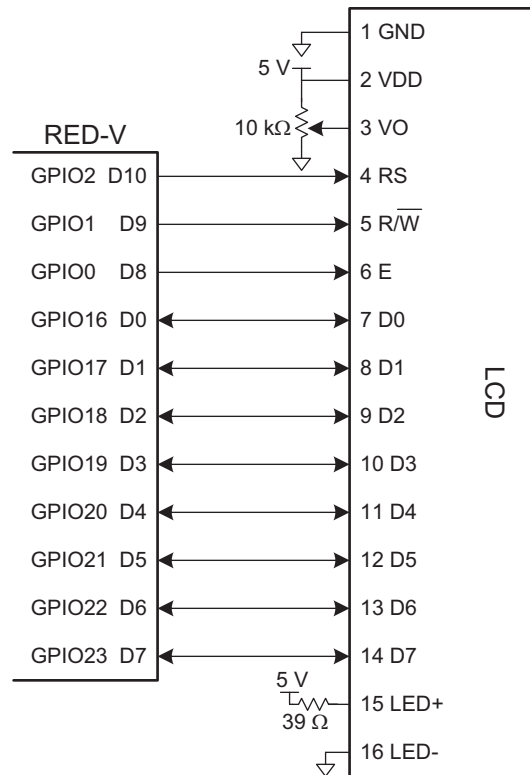 1 GND
5 V
2 VDD
10 kΩ
3 VO
RED-V
GPIO2 D10
4 RS
GPIO1 D9
5 R/W̅
GPIO0 D8
6 E
GPIO16 D0
7 D0
GPIO17 D1
8 D1
GPIO18 D2
9 D2
GPIO19 D3
10 D3
GPIO20 D4
11 D4
GPIO21 D5
12 D5
GPIO22 D6
13 D6
GPIO23 D7
14 D7
LCD
5 V
39 Ω
15 LED+
16 LED-